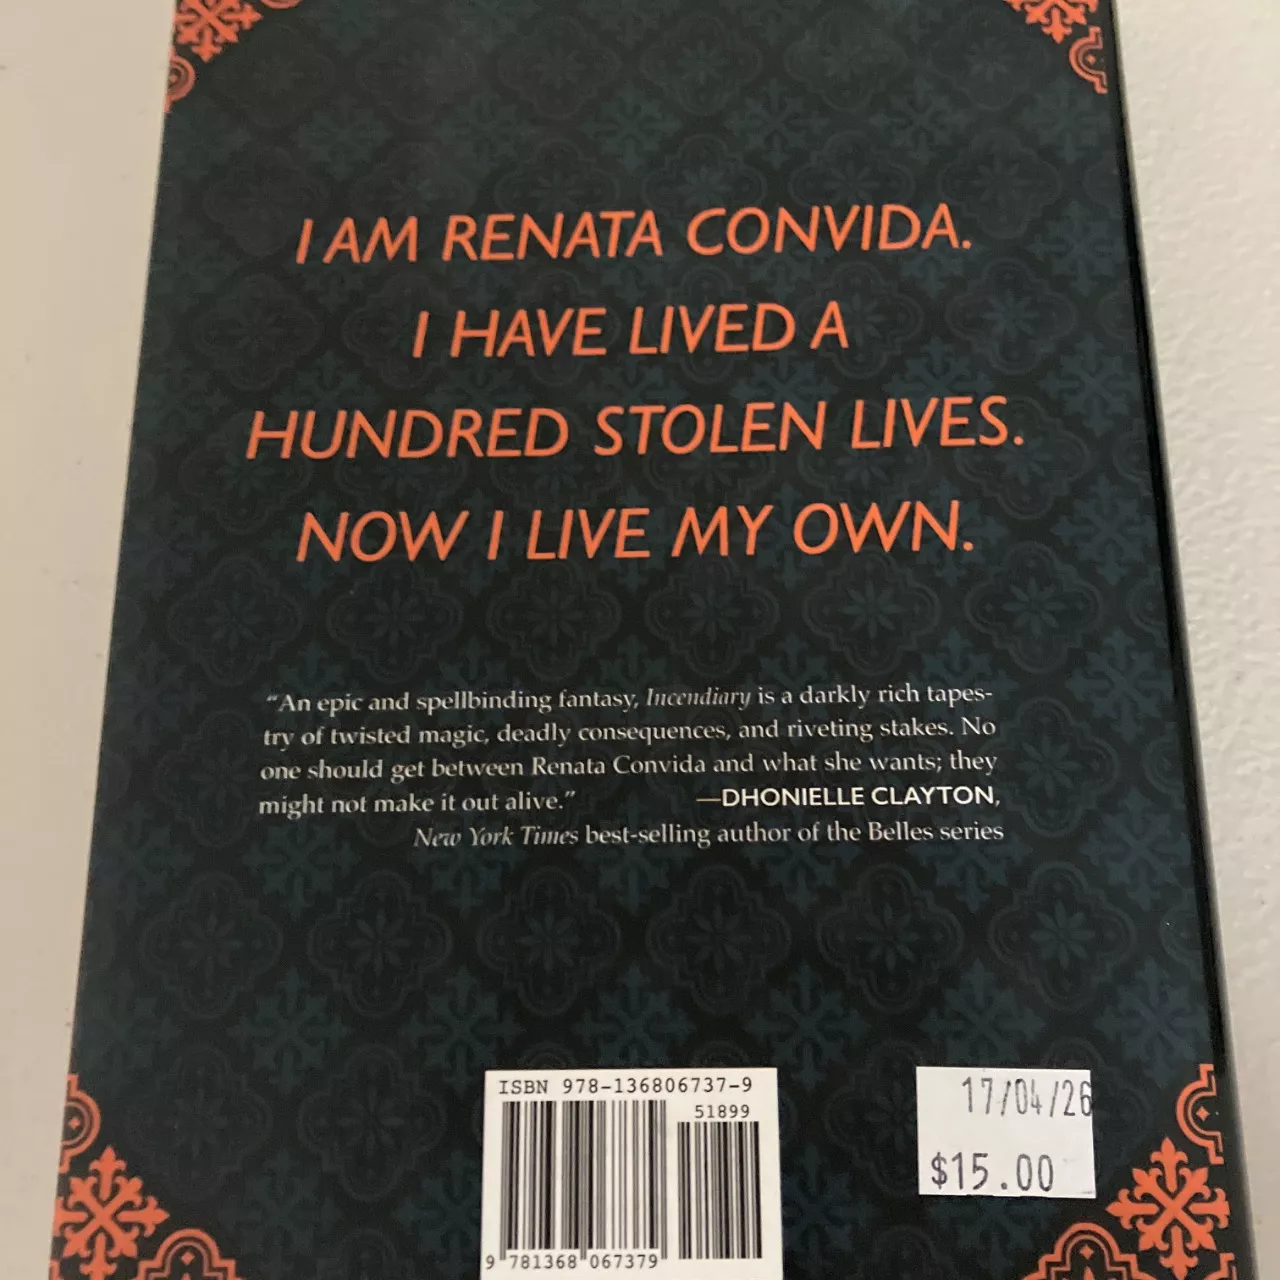 I AM RENATA CONVIDA.
I HAVE LIVED A
HUNDRED STOLEN LIVES.
NOW I LIVE MY OWN.
“An epic and spellbinding fantasy, Incendiary is a darkly rich tapes-
try of twisted magic, deadly consequences, and riveting stakes. No
one should get between Renata Convida and what she wants; they
might not make it out alive.” —DHONIELLE CLAYTON,
New York Times best-selling author of the Belles series
ISBN 978-136806737-9
51899
9 781368 067379
17/04/26
$15.00